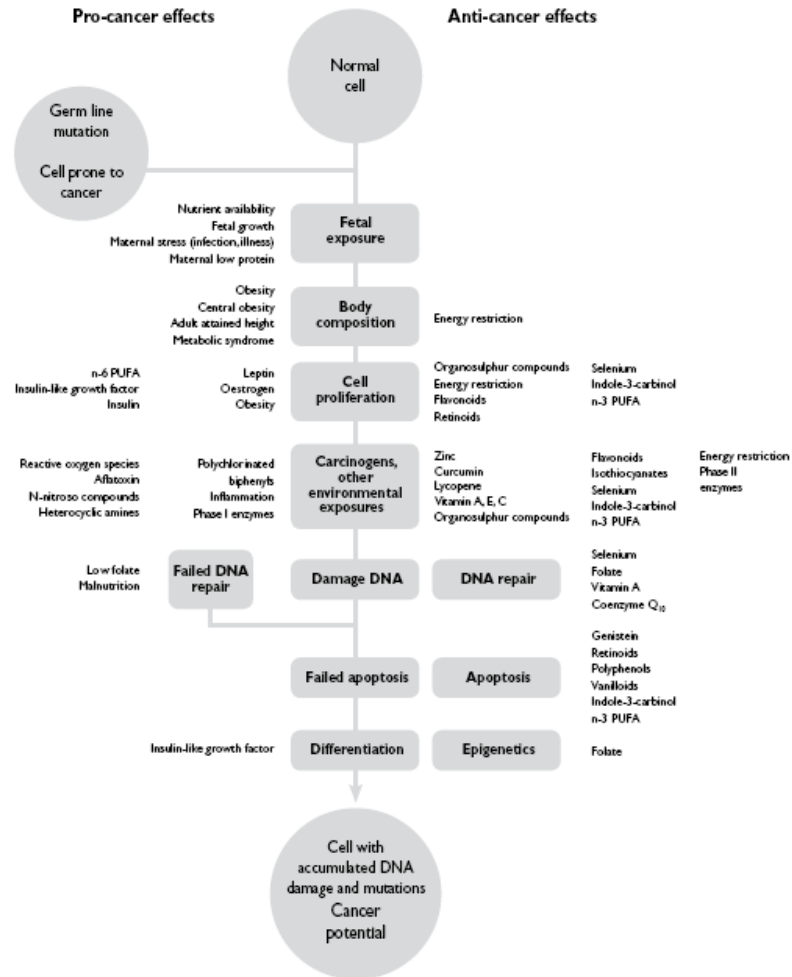 Pro-cancer effects
Anti-cancer effects
Normal
cell
Germ line
mutation
Cell prone to
cancer
Nutrient availability
Fetal growth
Maternal stress (infection, illness)
Maternal low protein
Fetal
exposure
Obesity
Central obesity
Adult attained height
Metabolic syndrome
Body
composition
Energy restriction
n-6 PUFA
Insulin-like growth factor
Insulin
Leptin
Oestrogen
Obesity
Cell
proliferation
Organosulphur compounds
Energy restriction
Flavonoids
Retinoids
Selenium
Indole-3-carbinol
n-3 PUFA
Reactive oxygen species
Aflatoxin
N-nitroso compounds
Heterocyclic amines
Polychlorinated
biphenyls
Inflammation
Phase I enzymes
Carcinogens,
other
environmental
exposures
Zinc
Curcumin
Lycopene
Vitamin A, E, C
Organosulphur compounds
Flavonoids
Isothiocyanates
Selenium
Indole-3-carbinol
n-3 PUFA
Energy restriction
Phase II
enzymes
Low folate
Malnutrition
Failed DNA
repair
Damage DNA
DNA repair
Selenium
Folate
Vitamin A
Coenzyme Q₁₀
Failed apoptosis
Apoptosis
Genistein
Retinoids
Polyphenols
Vanilloids
Indole-3-carbinol
n-3 PUFA
Insulin-like growth factor
Differentiation
Epigenetics
Folate
Cell with
accumulated DNA
damage and mutations
Cancer
potential